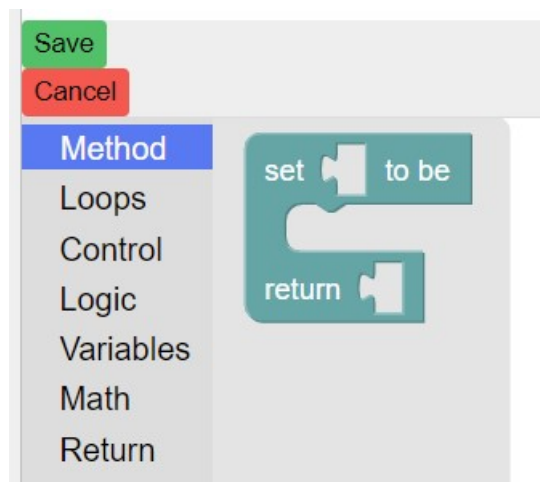 Save
Cancel
Method
Loops
Control
Logic
Variables
Math
Return
set to be
return